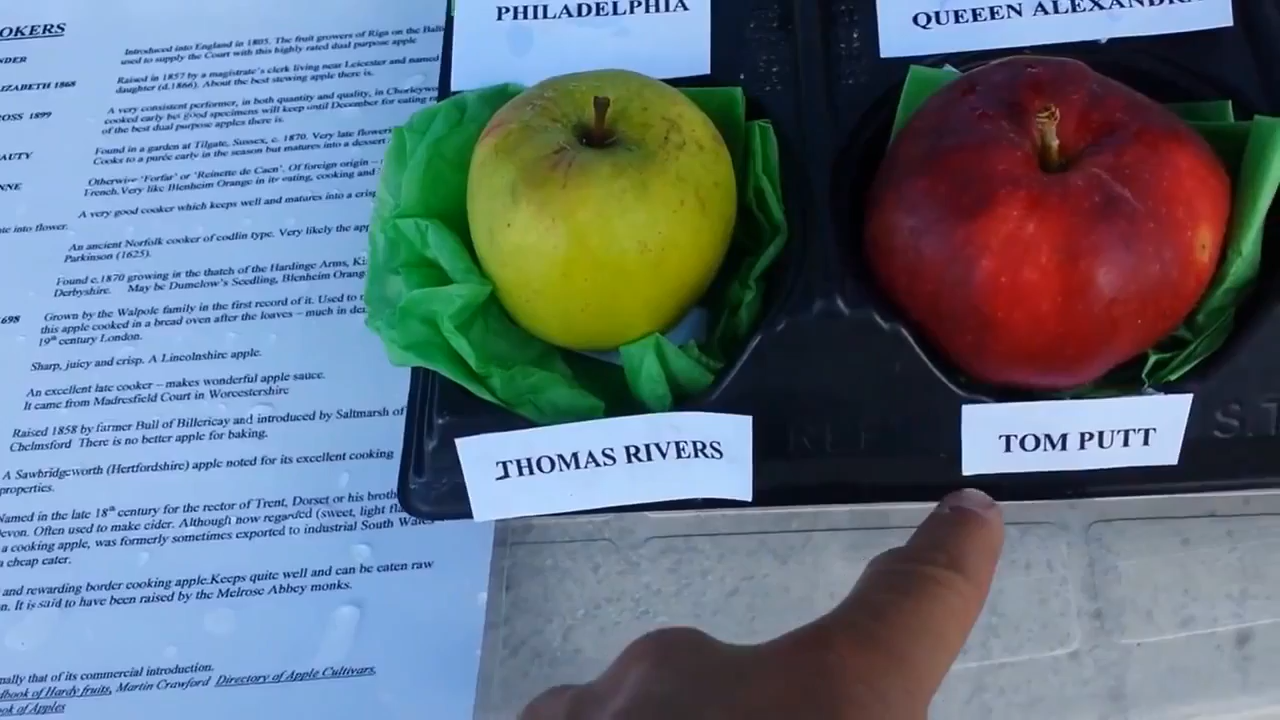 OKERS
NDER
Introduced into England in 1805. The fruit growers of Riga on the Balt
used to supply the Court with this highly rated dual purpose apple
IZABETH 1868
Raised in 1857 by a magistrate's clerk living near Leicester and named
daughter (d.1866). About the best stewing apple there is.
OSS 1899
A very consistent performer, in both quantity and quality, in Chorleywo
cooked early but good specimens will keep until December for eating ra
of the best dual purpose apples there is.
AUTY
Found in a garden at Tilgate, Sussex, c. 1870. Very late floweri
Cooks to a purée early in the season but matures into a dessert
NNE
Otherwise 'Forfar' or 'Reinette de Caen'. Of foreign origin –
French. Very like Blenheim Orange in its eating, cooking and
A very good cooker which keeps well and matures into a crisp
te into flower.
An ancient Norfolk cooker of codlin type. Very likely the app
Parkinson (1625).
Found c.1870 growing in the thatch of the Hardinge Arms, Ki
Derbyshire. May be Dumelow's Seedling, Blenheim Orang
698
Grown by the Walpole family in the first record of it. Used to
this apple cooked in a bread oven after the loaves – much in de
19th century London.
Sharp, juicy and crisp. A Lincolnshire apple.
An excellent late cooker – makes wonderful apple sauce.
It came from Madresfield Court in Worcestershire
Raised 1858 by farmer Bull of Billericay and introduced by Saltmarsh of
Chelmsford There is no better apple for baking.
A Sawbridgeworth (Hertfordshire) apple noted for its excellent cooking
properties.
Named in the late 18th century for the rector of Trent, Dorset or his broth
Devon. Often used to make cider. Although now regarded (sweet, light fla
a cooking apple, was formerly sometimes exported to industrial South Wales
a cheap eater.
and rewarding border cooking apple.Keeps quite well and can be eaten raw
n. It is said to have been raised by the Melrose Abbey monks.
nally that of its commercial introduction.
dbook of Hardy fruits, Martin Crawford Directory of Apple Cultivars,
ook of Apples
PHILADELPHIA
QUEEEN ALEXANDRA
THOMAS RIVERS
TOM PUTT